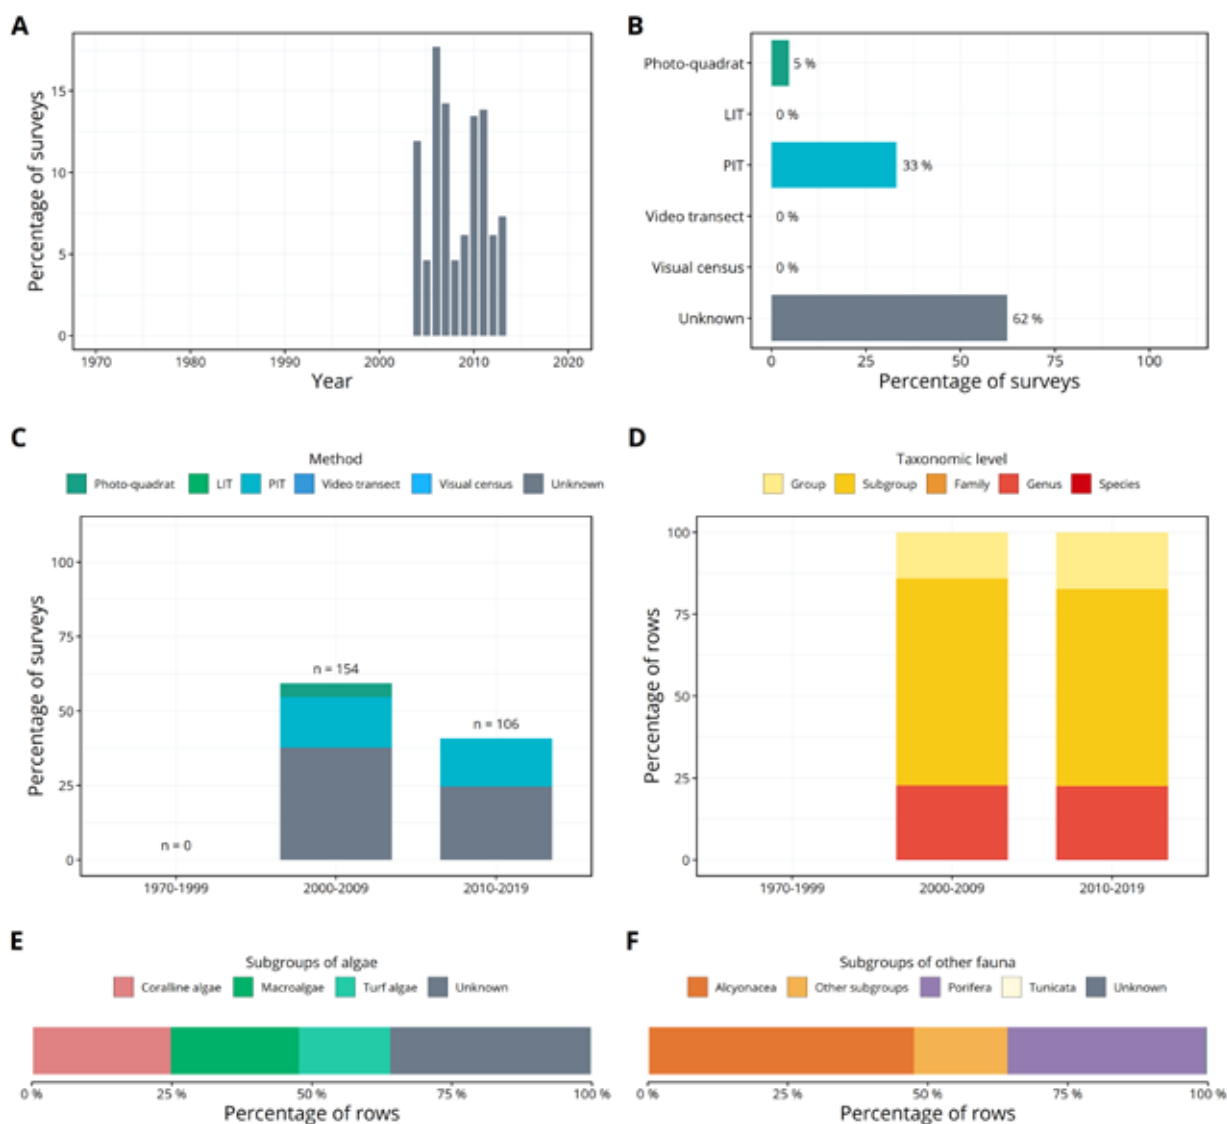 A
Percentage of surveys
15
10
5
0
1970 1980 1990 2000 2010 2020
Year
B
Photo-quadrat 5 %
LIT 0 %
PIT 33 %
Video transect 0 %
Visual census 0 %
Unknown 62 %
0 25 50 75 100
Percentage of surveys
C
Method
Photo-quadrat LIT PIT Video transect Visual census Unknown
Percentage of surveys
100
75
50
25
0
n = 0
n = 154
n = 106
1970-1999 2000-2009 2010-2019
D
Taxonomic level
Group Subgroup Family Genus Species
Percentage of rows
100
75
50
25
0
1970-1999 2000-2009 2010-2019
E
Subgroups of algae
Coralline algae Macroalgae Turf algae Unknown
0 % 25 % 50 % 75 % 100 %
Percentage of rows
F
Subgroups of other fauna
Alcyonacea Other subgroups Porifera Tunicata Unknown
0 % 25 % 50 % 75 % 100 %
Percentage of rows